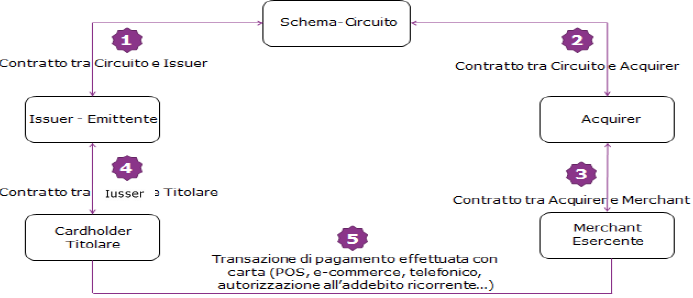 Schema-Circuito
1
2
Contratto tra Circuito e Issuer
Contratto tra Circuito e Acquirer
Issuer - Emittente
Acquirer
4
3
Contratto tra Iusser e Titolare
Contratto tra Acquirer e Merchant
Cardholder
Titolare
Merchant
Esercente
5
Transazione di pagamento effettuata con
carta (POS, e-commerce, telefonico,
autorizzazione all'addebito ricorrente...)